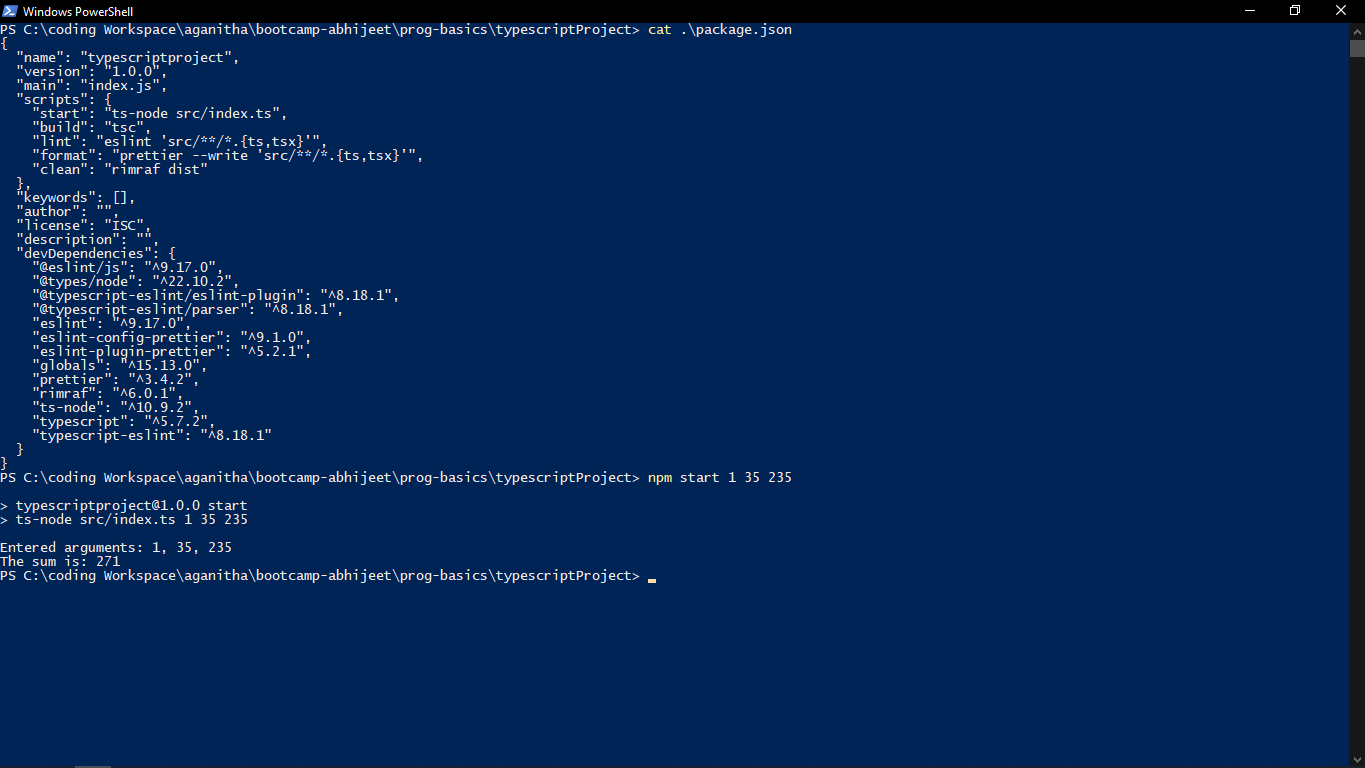 Windows PowerShell
PS C:\coding Workspace\aganitha\bootcamp-abhijeet\prog-basics\typescriptProject> cat .\package.json
{
  "name": "typescriptproject",
  "version": "1.0.0",
  "main": "index.js",
  "scripts": {
    "start": "ts-node src/index.ts",
    "build": "tsc",
    "lint": "eslint 'src/**/*.{ts,tsx}'",
    "format": "prettier --write 'src/**/*.{ts,tsx}'",
    "clean": "rimraf dist"
  },
  "keywords": [],
  "author": "",
  "license": "ISC",
  "description": "",
  "devDependencies": {
    "@eslint/js": "^9.17.0",
    "@types/node": "^22.10.2",
    "@typescript-eslint/eslint-plugin": "^8.18.1",
    "@typescript-eslint/parser": "^8.18.1",
    "eslint": "^9.17.0",
    "eslint-config-prettier": "^9.1.0",
    "eslint-plugin-prettier": "^5.2.1",
    "globals": "^15.13.0",
    "prettier": "^3.4.2",
    "rimraf": "^6.0.1",
    "ts-node": "^10.9.2",
    "typescript": "^5.7.2",
    "typescript-eslint": "^8.18.1"
  }
}
PS C:\coding Workspace\aganitha\bootcamp-abhijeet\prog-basics\typescriptProject> npm start 1 35 235
> typescriptproject@1.0.0 start
> ts-node src/index.ts 1 35 235
Entered arguments: 1, 35, 235
The sum is: 271
PS C:\coding Workspace\aganitha\bootcamp-abhijeet\prog-basics\typescriptProject>